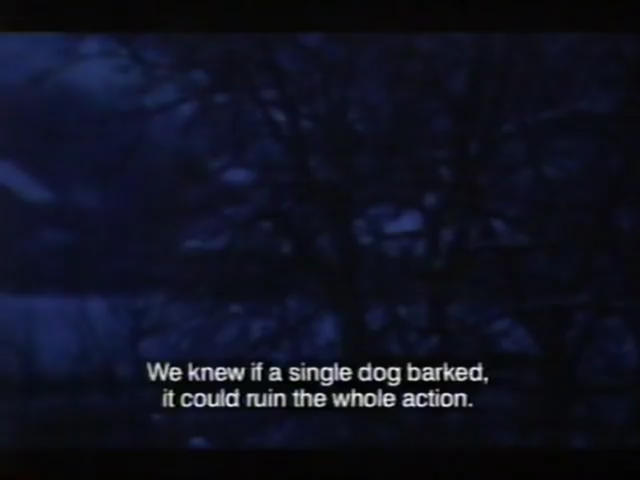 We knew if a single dog barked,
it could ruin the whole action.